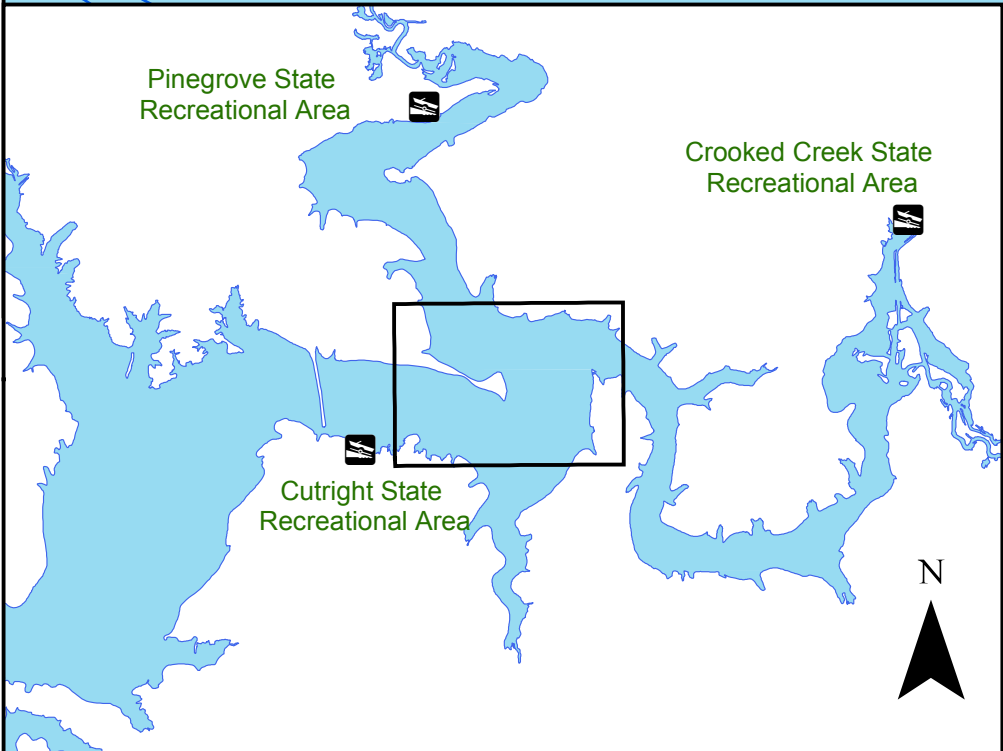 Pinegrove State
Recreational Area
Crooked Creek State
Recreational Area
Cutright State
Recreational Area
N